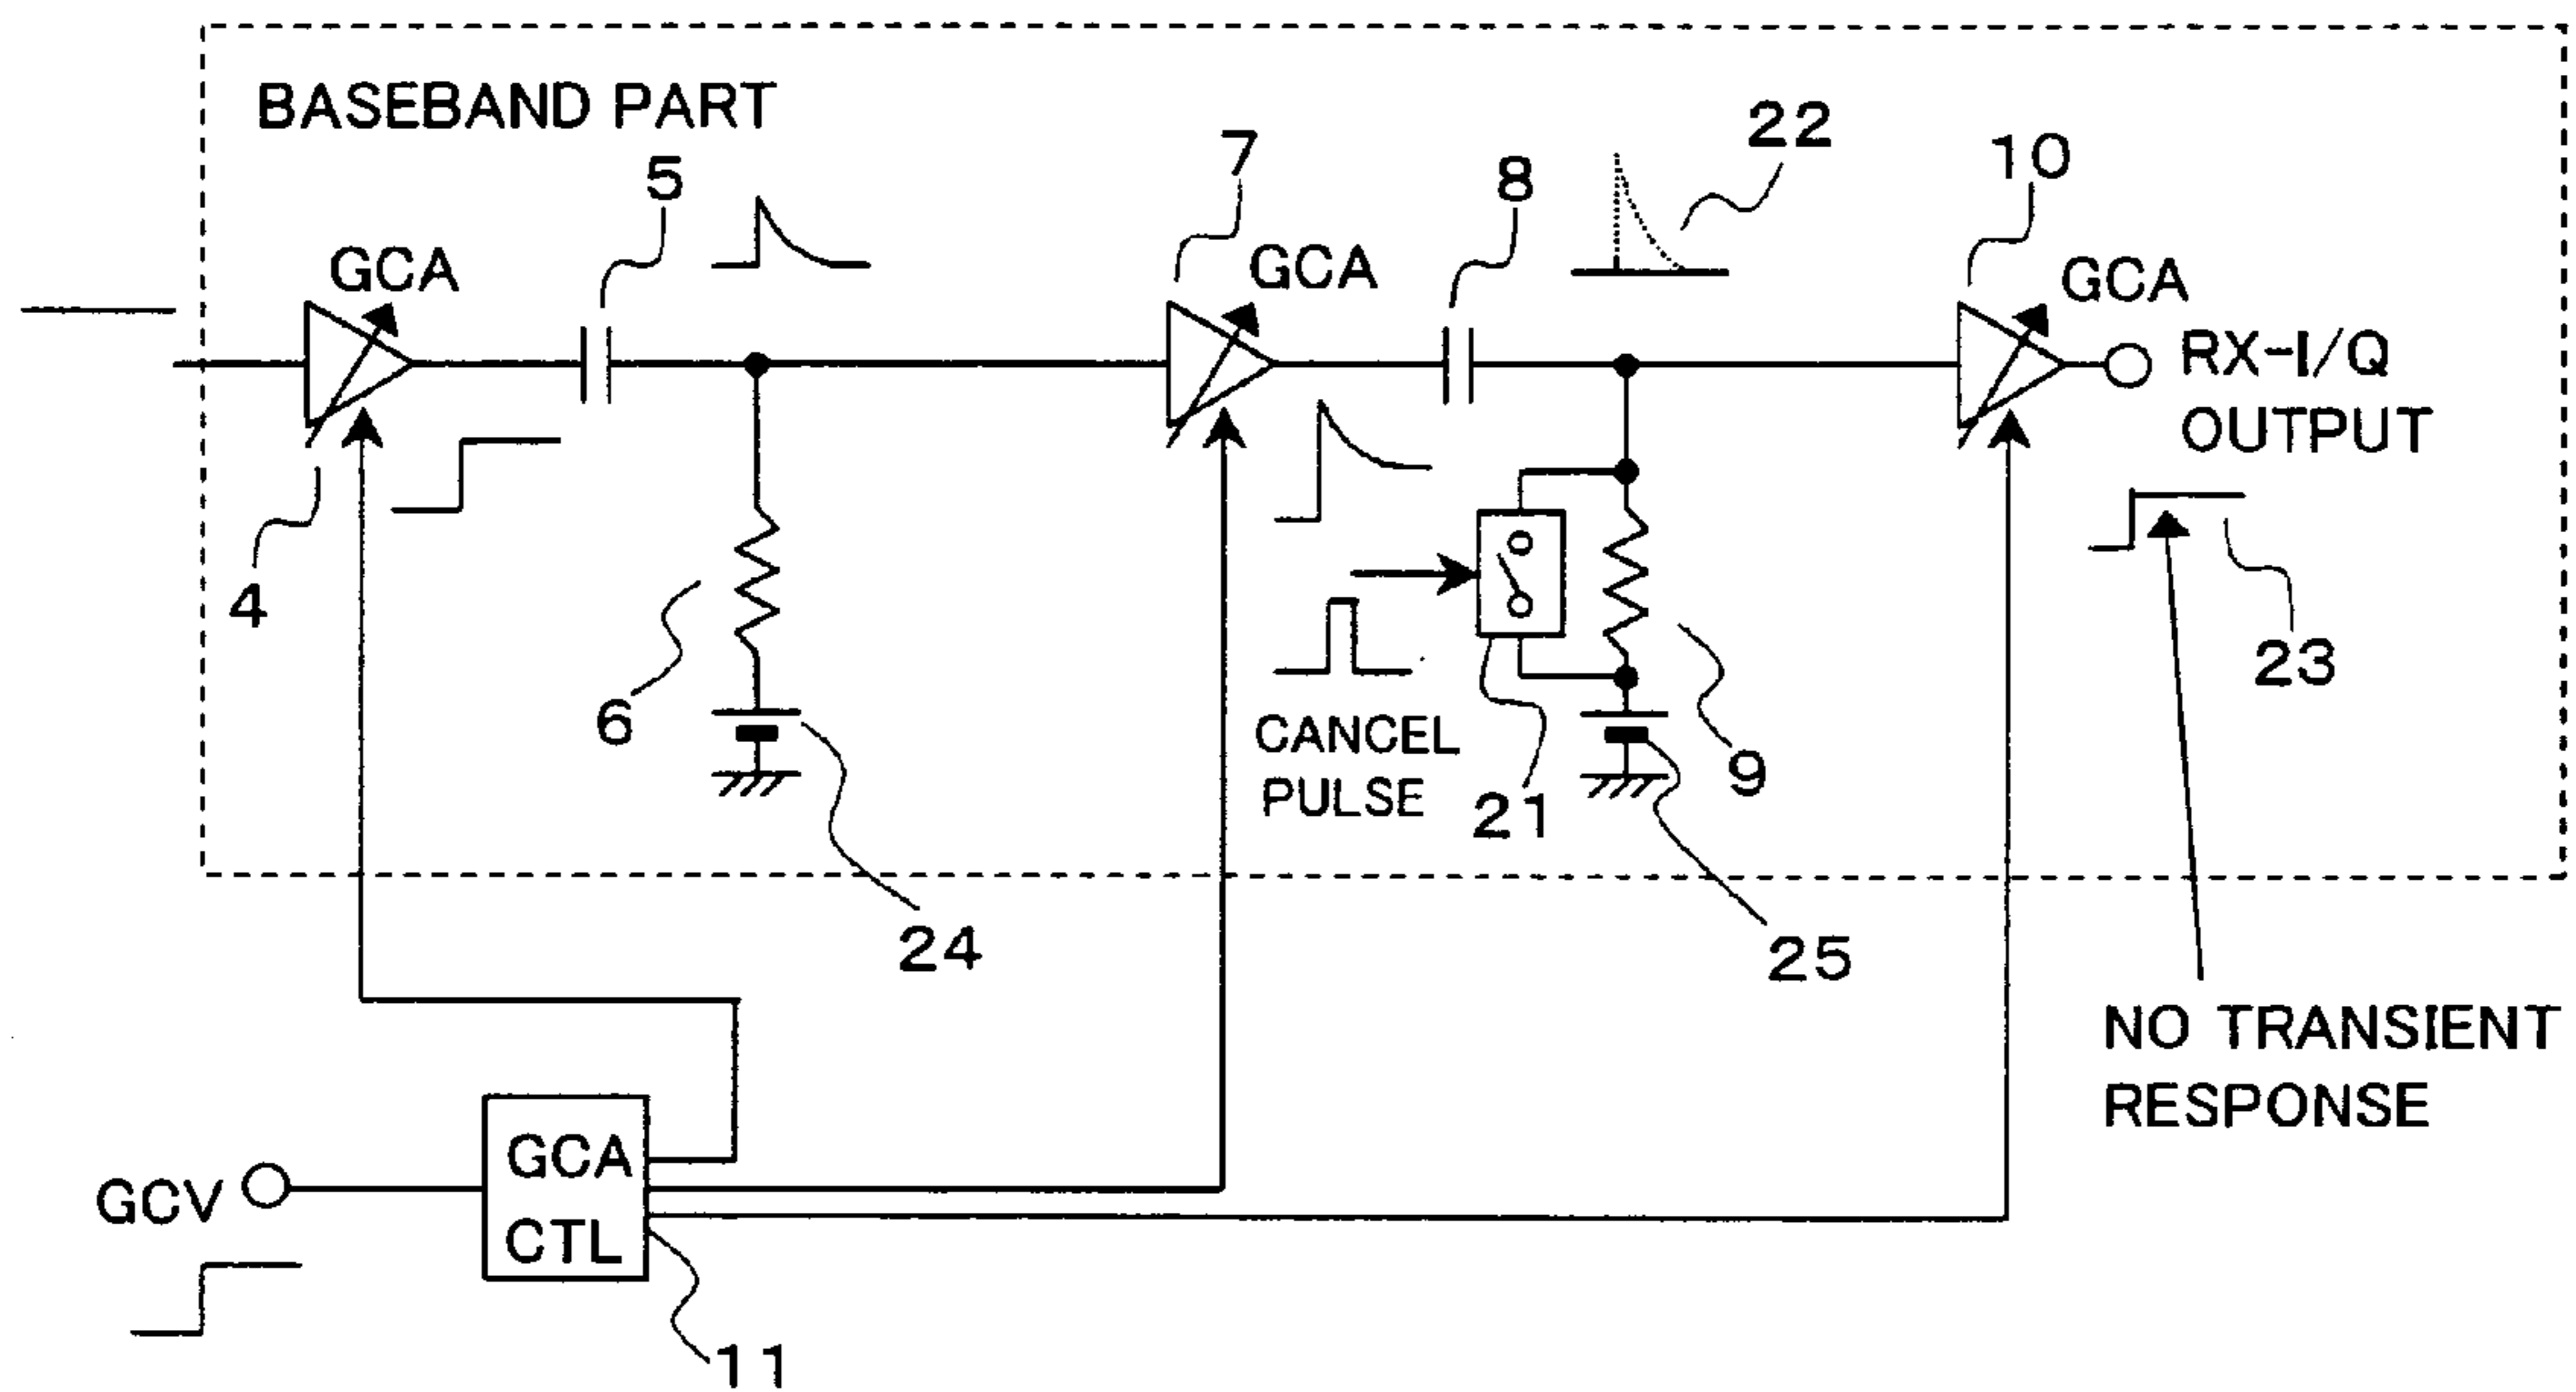 BASEBAND PART
5
7
8
22
10
GCA
GCA
GCA
RX-I/Q
OUTPUT
4
6
24
CANCEL
PULSE
21
25
9
23
NO TRANSIENT
RESPONSE
GCV
GCA
CTL
11